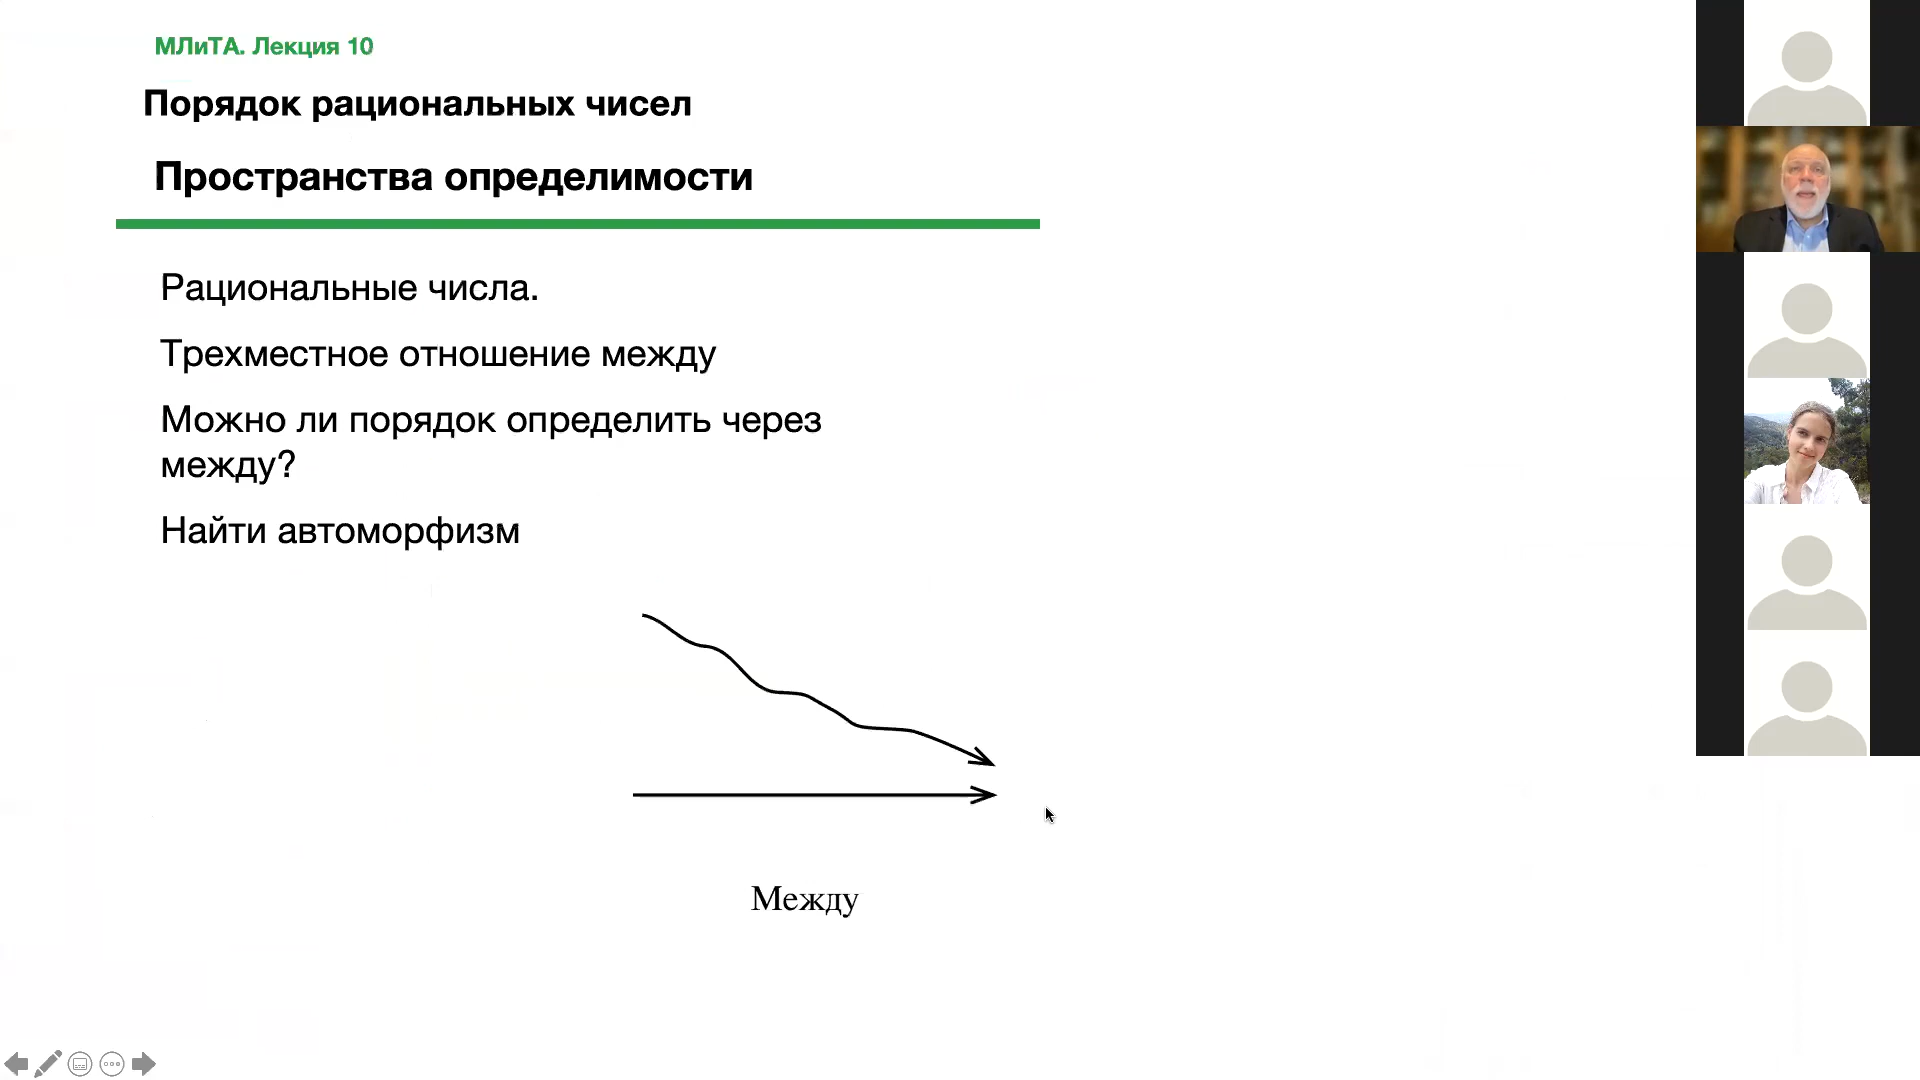 МЛиТА. Лекция 10
Порядок рациональных чисел
Пространства определимости
Рациональные числа.
Трехместное отношение между
Можно ли порядок определить через
между?
Найти автоморфизм
Между